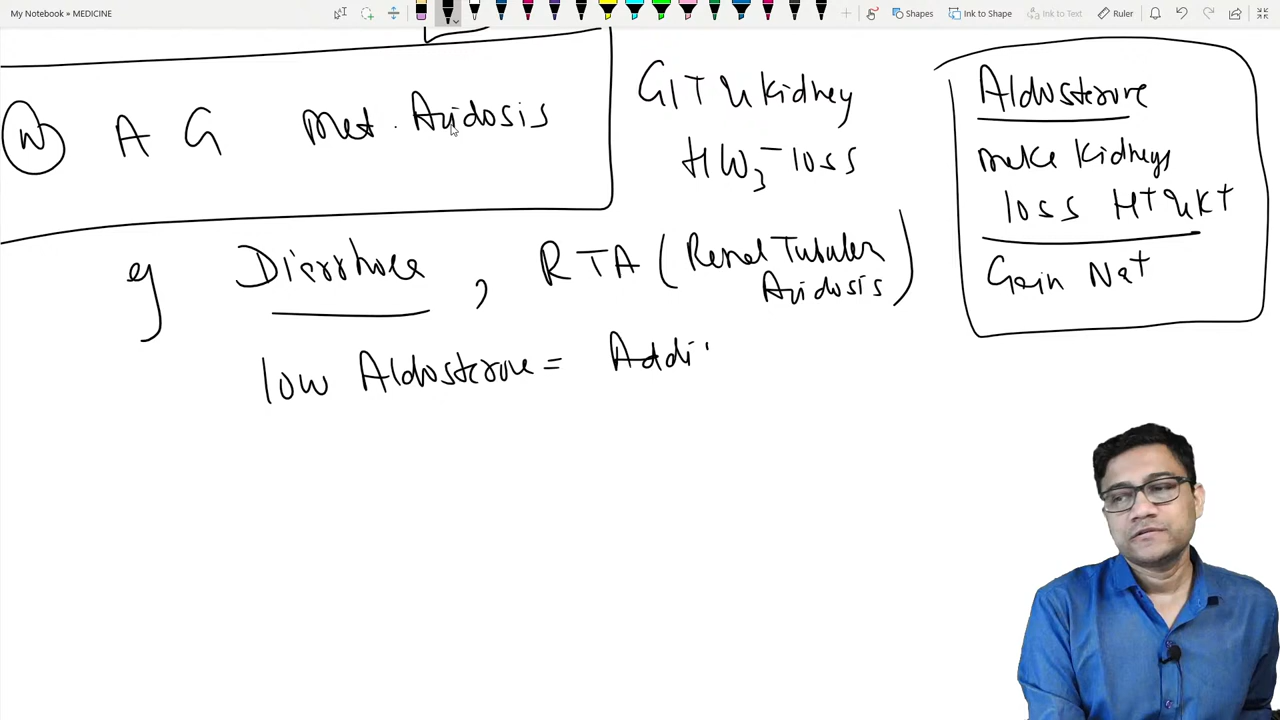 My Notebook » MEDICINE
Shapes
Ink to Shape
Ink to Text
Ruler
N A G Met. Acidosis
GIT & kidney
HCO3- loss
eg Diarrhoea, RTA (Renal Tubular
Acidosis)
low Aldosterone = Addi
Aldosterone
make kidneys
loss H+ & K+
Gain Na+